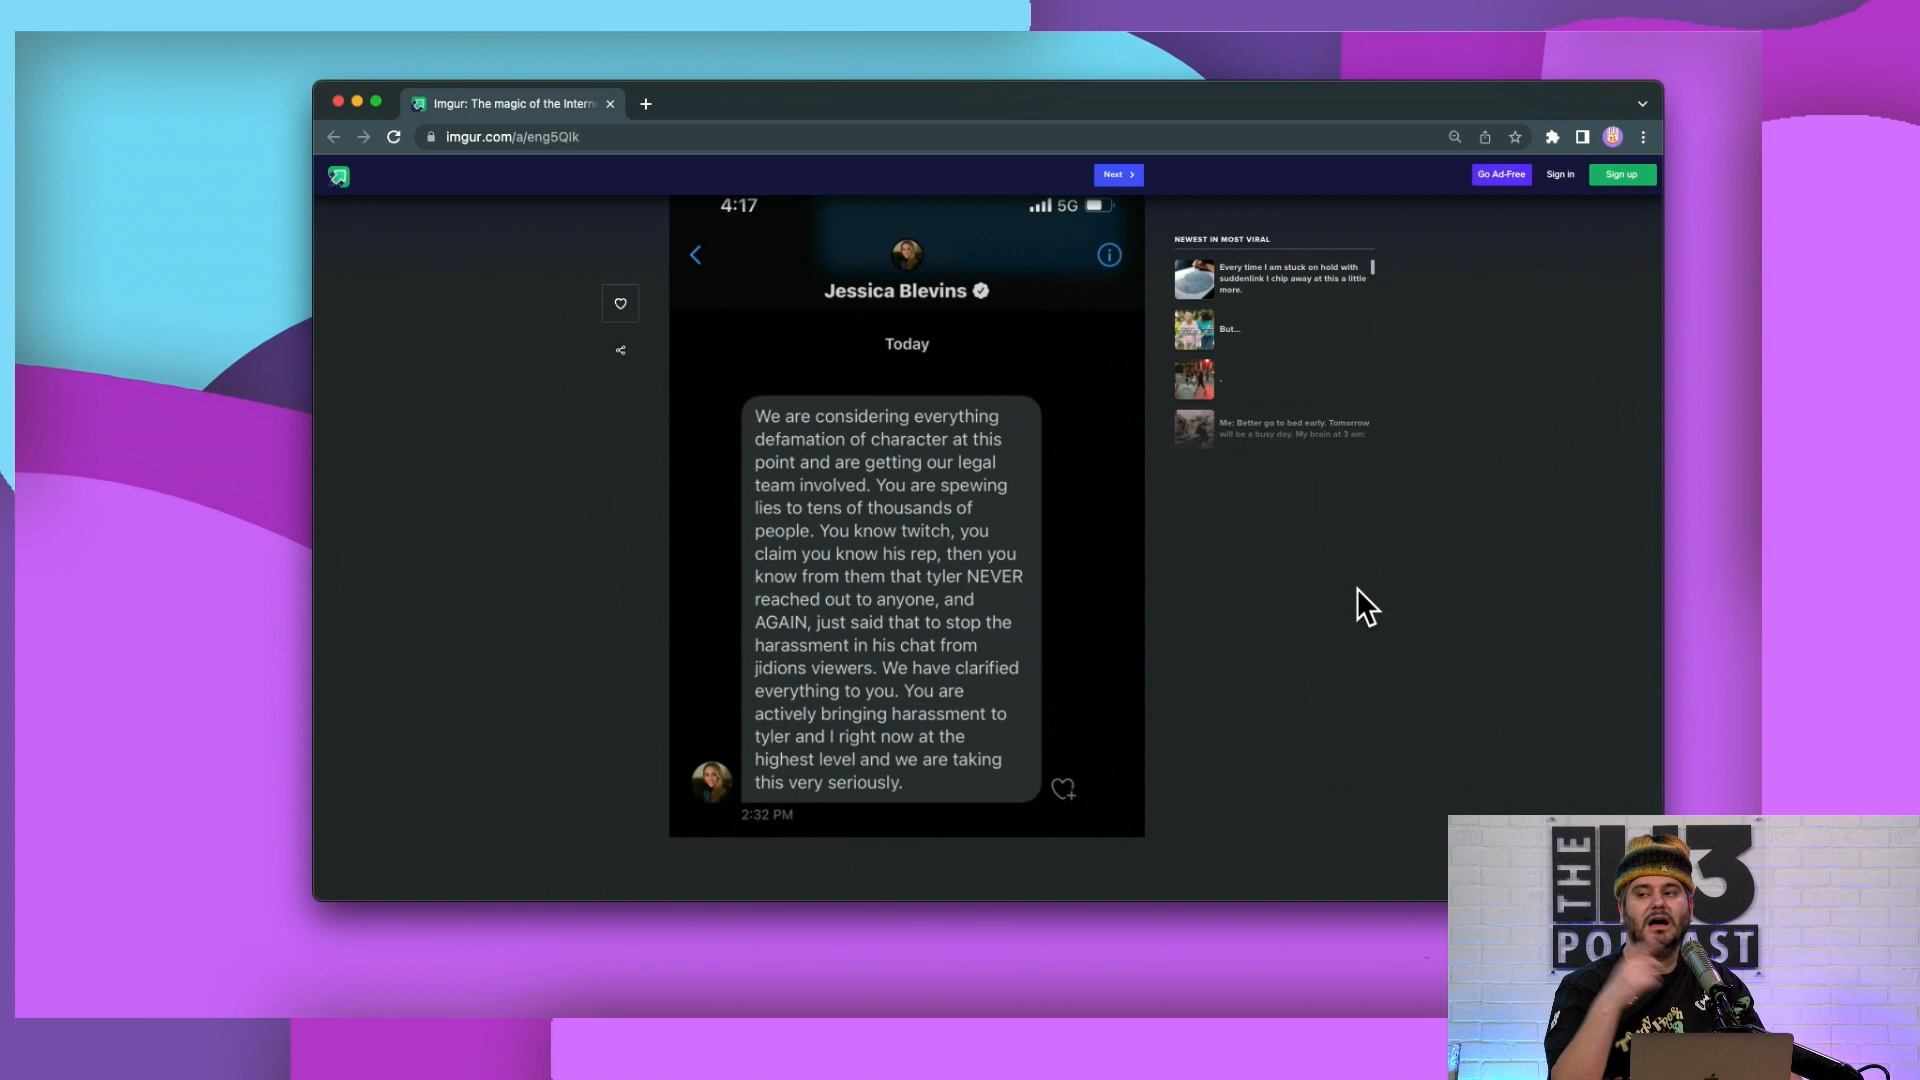 Imgur: The magic of the Intern
imgur.com/a/eng5Qlk
Next
Go Ad-Free
Sign in
Sign up
4:17
5G
Jessica Blevins
Today
We are considering everything
defamation of character at this
point and are getting our legal
team involved. You are spewing
lies to tens of thousands of
people. You know twitch, you
claim you know his rep, then you
know from them that tyler NEVER
reached out to anyone, and
AGAIN, just said that to stop the
harassment in his chat from
jidions viewers. We have clarified
everything to you. You are
actively bringing harassment to
tyler and I right now at the
highest level and we are taking
this very seriously.
2:32 PM
NEWEST IN MOST VIRAL
Every time I am stuck on hold with
suddenlink I chip away at this a little
more.
But...
.
Me: Better go to bed early. Tomorrow
will be a busy day. My brain at 3 am:
THE H3
PODCAST